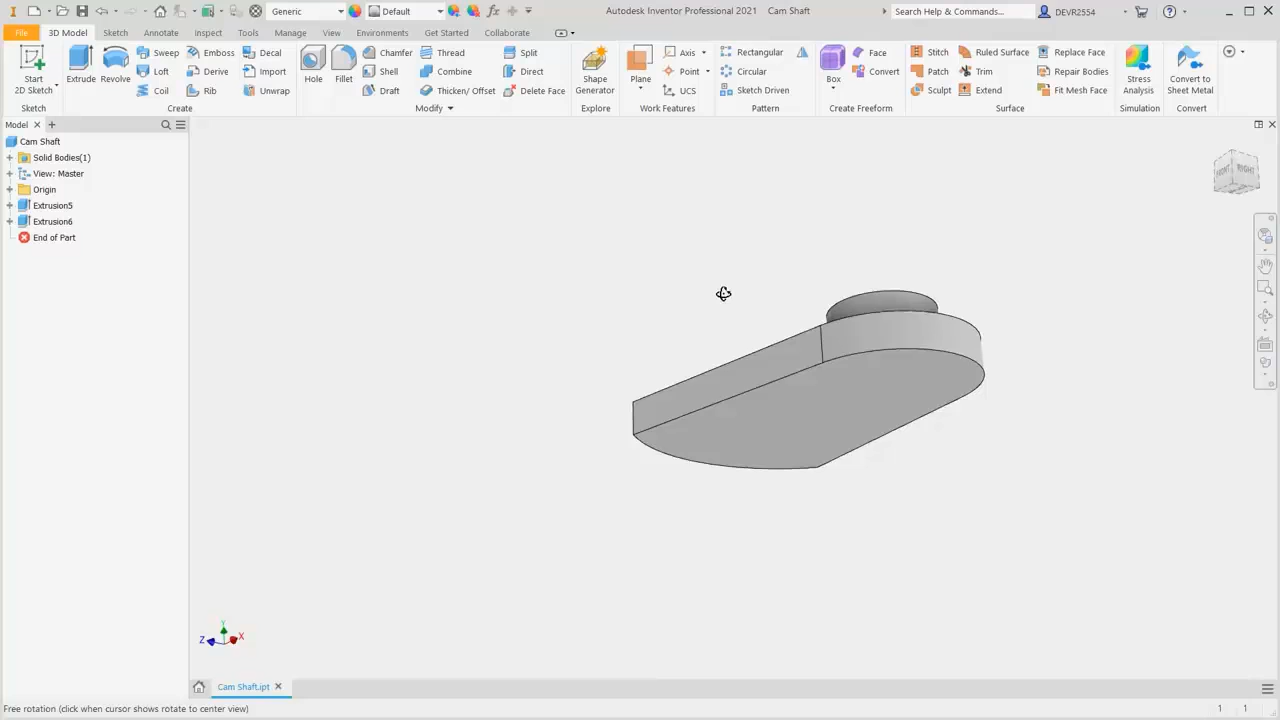 Generic
Default
Autodesk Inventor Professional 2021 Cam Shaft
Search Help & Commands...
DEVR2554
File 3D Model Sketch Annotate Inspect Tools Manage View Environments Get Started Collaborate
Start
2D Sketch
Sketch
Extrude
Revolve
Sweep
Loft
Coil
Emboss
Derive
Rib
Decal
Import
Unwrap
Create
Hole
Fillet
Chamfer
Shell
Draft
Thread
Combine
Thicken/ Offset
Split
Direct
Delete Face
Modify
Shape
Generator
Explore
Plane
Axis
Point
UCS
Work Features
Rectangular
Circular
Sketch Driven
Pattern
Box
Face
Convert
Create Freeform
Stitch
Patch
Sculpt
Ruled Surface
Trim
Extend
Replace Face
Repair Bodies
Fit Mesh Face
Surface
Stress
Analysis
Simulation
Convert to
Sheet Metal
Convert
Model
Cam Shaft
Solid Bodies(1)
View: Master
Origin
Extrusion5
Extrusion6
End of Part
FRONT RIGHT
Y
Z
X
Cam Shaft.ipt
Free rotation (click when cursor shows rotate to center view)
1 1